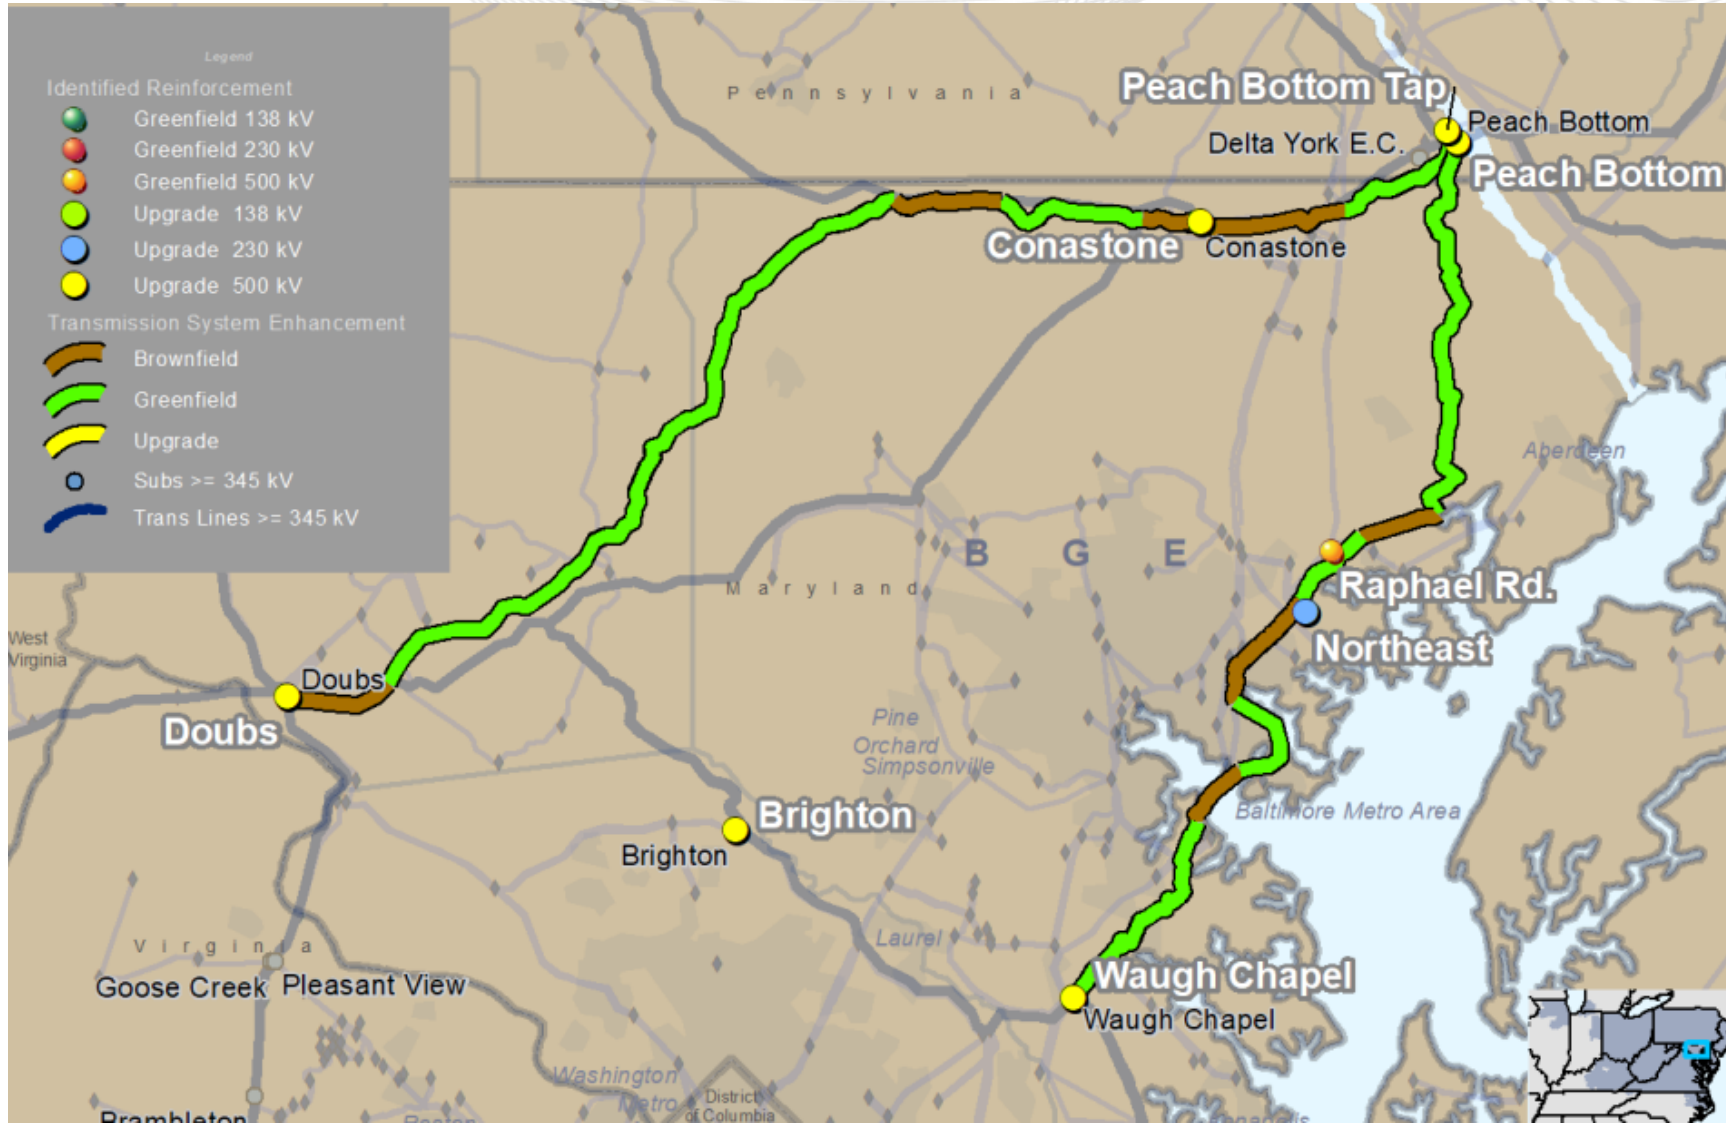 Legend
Identified Reinforcement
Greenfield 138 kV
Greenfield 230 kV
Greenfield 500 kV
Upgrade 138 kV
Upgrade 230 kV
Upgrade 500 kV
Transmission System Enhancement
Brownfield
Greenfield
Upgrade
Subs >= 345 kV
Trans Lines >= 345 kV
Pennsylvania
Peach Bottom Tap
Peach Bottom
Delta York E.C.
Peach Bottom
Conastone
Conastone
Aberdeen
B G E
Maryland
Raphael Rd.
Northeast
West
Virginia
Doubs
Doubs
Pine
Orchard
Simpsonville
Baltimore Metro Area
Brighton
Brighton
Laurel
Virginia
Goose Creek
Pleasant View
Waugh Chapel
Waugh Chapel
Washington
Metro
District
of Columbia
Brambleton